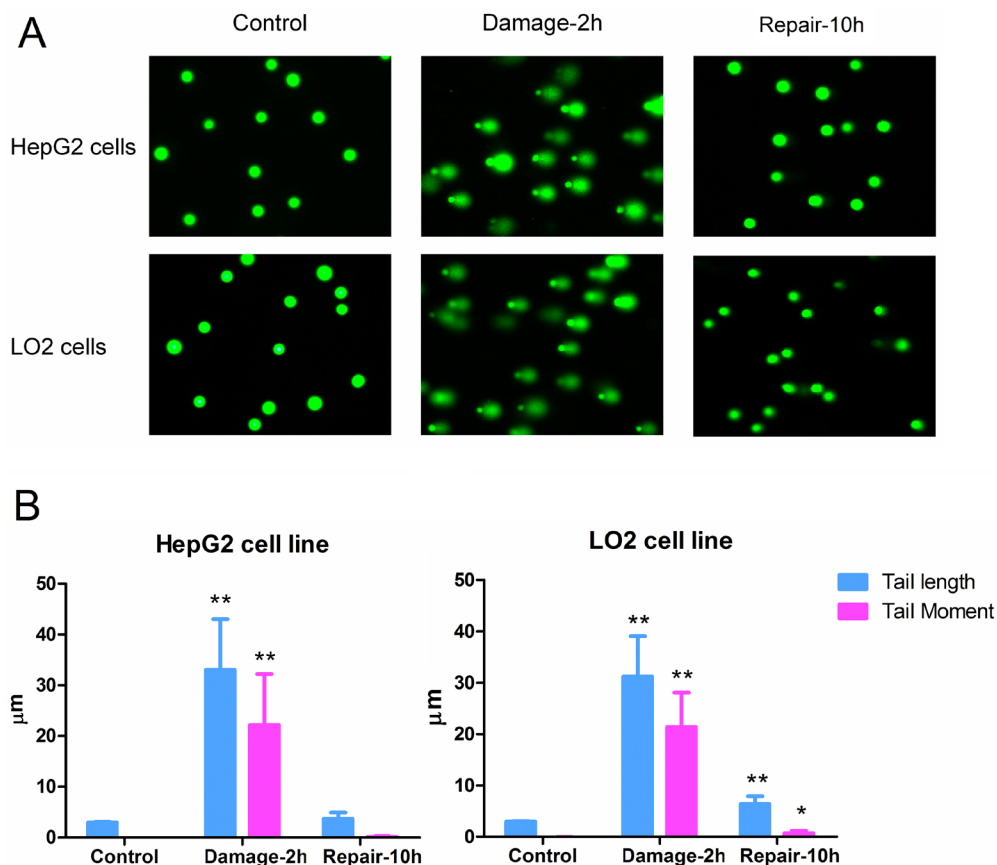 A
Control
Damage-2h
Repair-10h
HepG2 cells
LO2 cells
B
HepG2 cell line
LO2 cell line
Tail length
Tail Moment
50
40
30
20
10
0
μm
**
**
Control
Damage-2h
Repair-10h
50
40
30
20
10
0
μm
**
**
**
*
Control
Damage-2h
Repair-10h